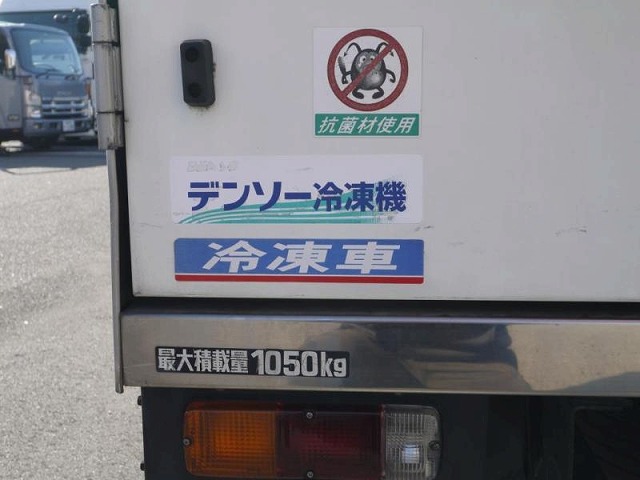 抗菌材使用
デンソー冷凍機
冷凍車
最大積載量1050kg